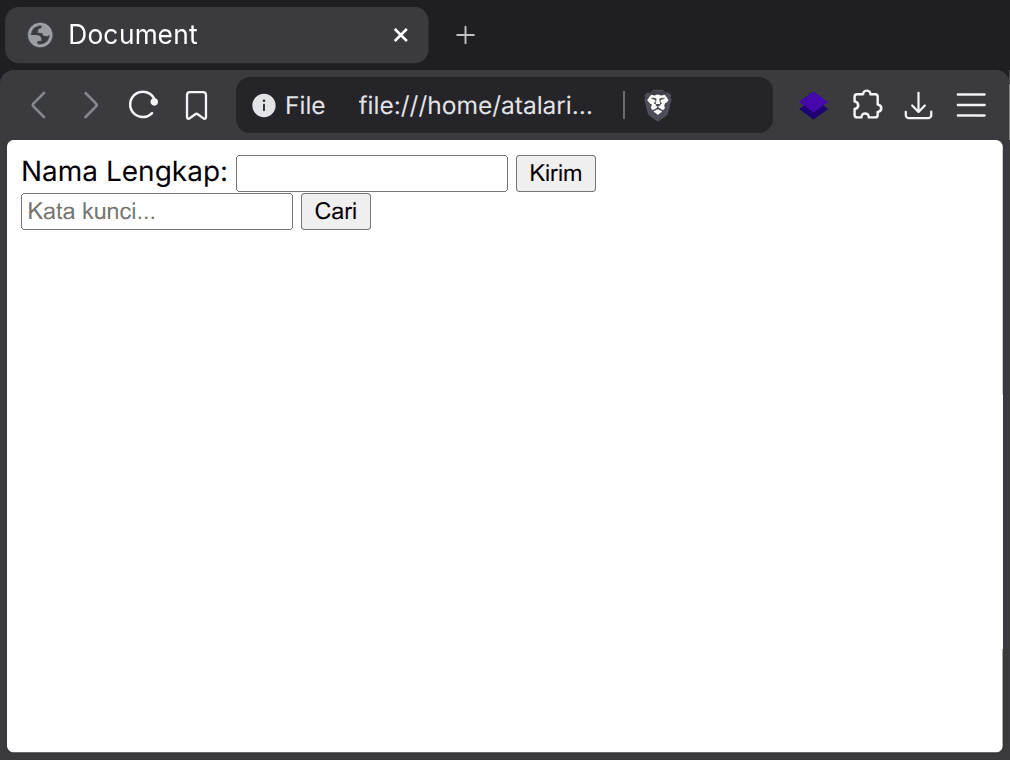 Document
File file:///home/atalari...
Nama Lengkap: Kirim
Kata kunci... Cari